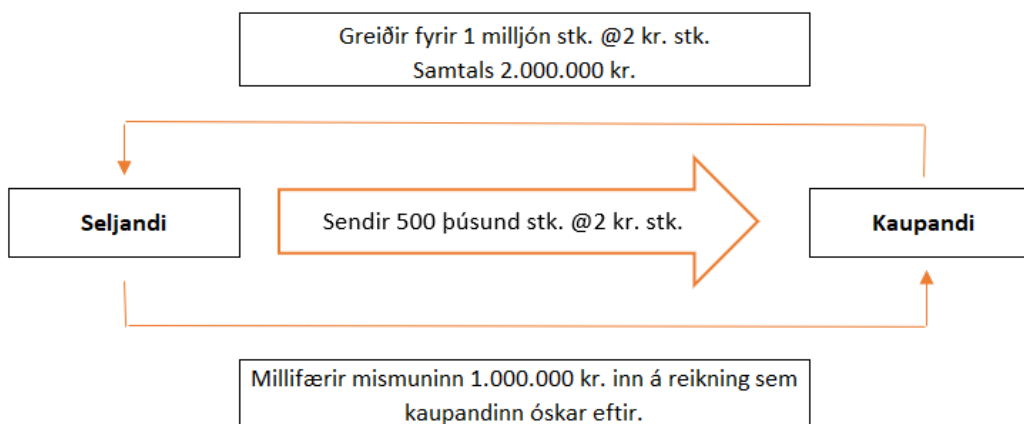 Greiðir fyrir 1 milljón stk. @2 kr. stk.
Samtals 2.000.000 kr.
Seljandi
Sendir 500 þúsund stk. @2 kr. stk.
Kaupandi
Millifærir mismuninn 1.000.000 kr. inn á reikning sem
kaupandinn óskar eftir.